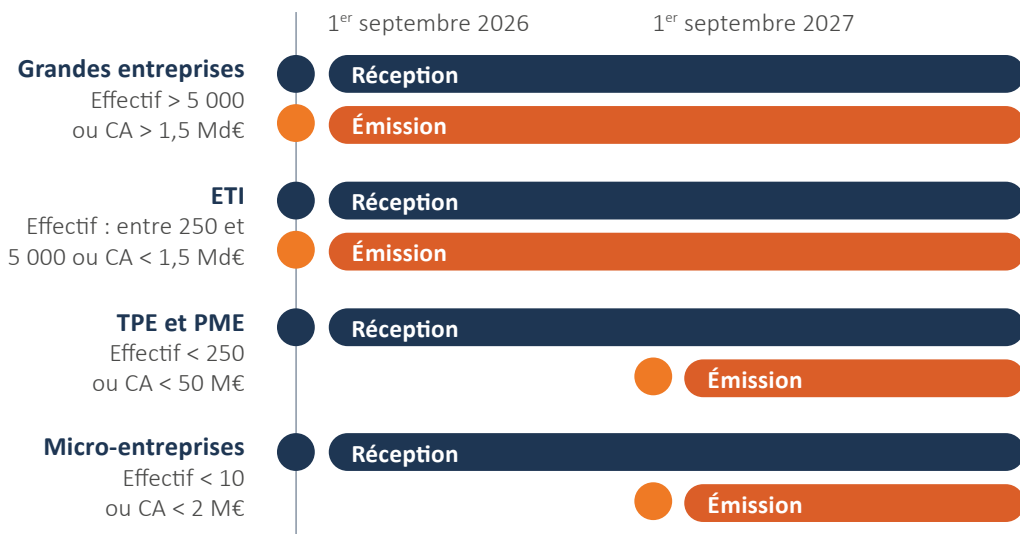 1er septembre 2026
1er septembre 2027
Grandes entreprises
Effectif > 5 000
ou CA > 1,5 Md€
Réception
Émission
ETI
Effectif : entre 250 et
5 000 ou CA < 1,5 Md€
Réception
Émission
TPE et PME
Effectif < 250
ou CA < 50 M€
Réception
Émission
Micro-entreprises
Effectif < 10
ou CA < 2 M€
Réception
Émission